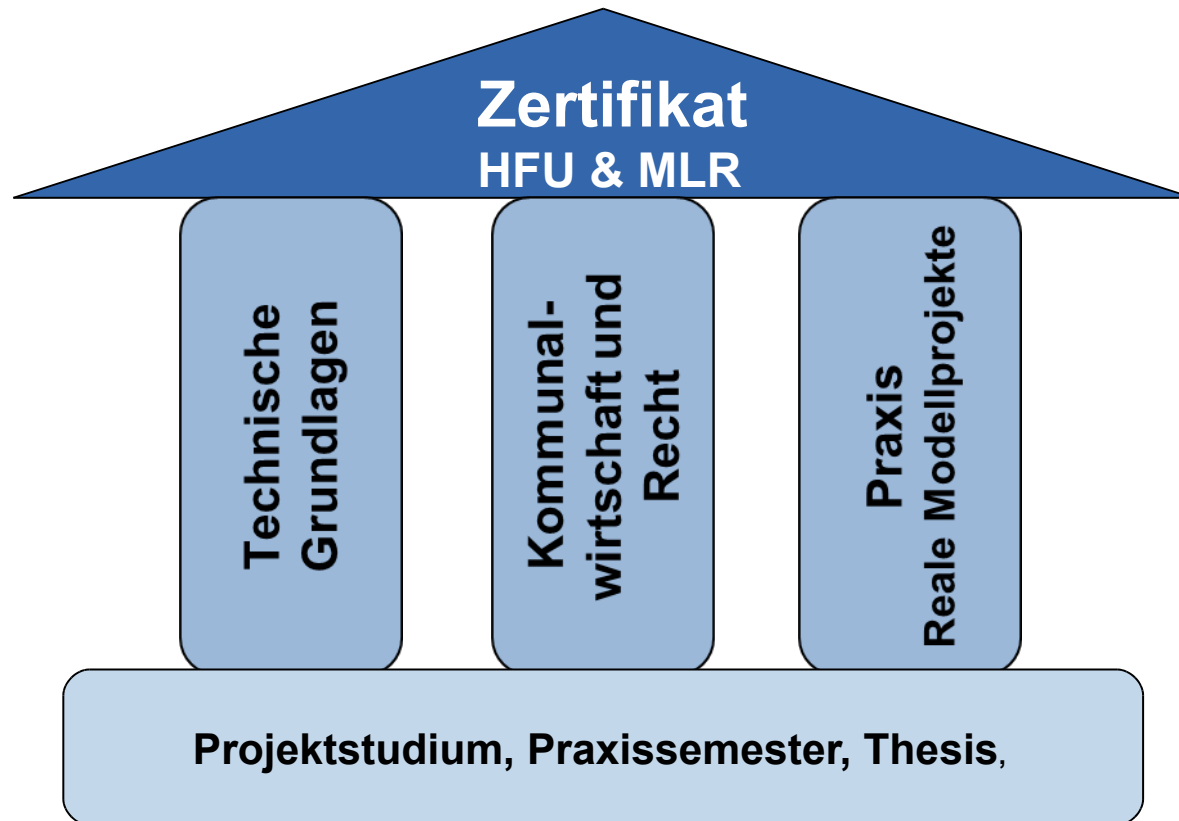 Zertifikat
HFU & MLR
Technische
Grundlagen
Kommunal-
wirtschaft und
Recht
Praxis
Reale Modellprojekte
Projektstudium, Praxissemester, Thesis,